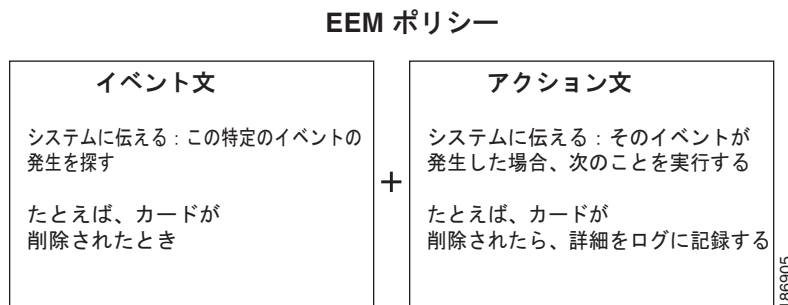 EEM ポリシー
イベント文
システムに伝える：この特定のイベントの
発生を探す
たとえば、カードが
削除されたとき
+
アクション文
システムに伝える：そのイベントが
発生した場合、次のことを実行する
たとえば、カードが
削除されたら、詳細をログに記録する
186905